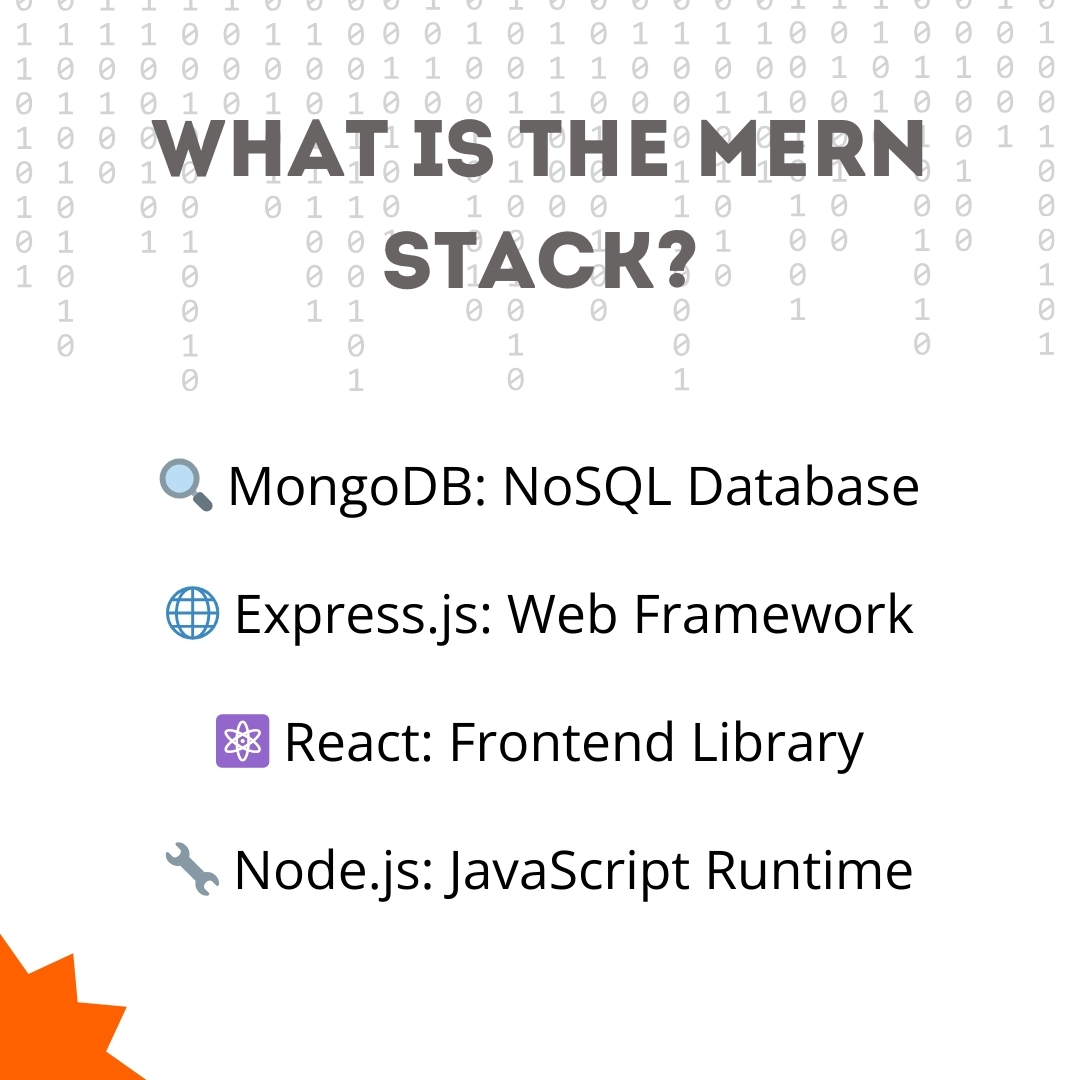 WHAT IS THE MERN
STACK?
🔍 MongoDB: NoSQL Database
🌐 Express.js: Web Framework
⚛️ React: Frontend Library
🔧 Node.js: JavaScript Runtime